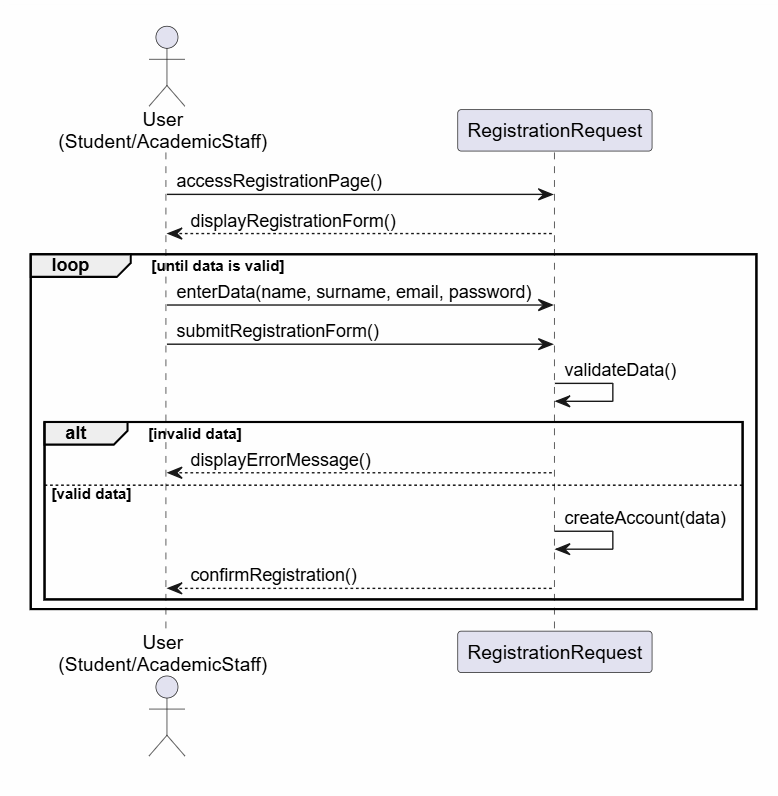 User
(Student/AcademicStaff)
RegistrationRequest
accessRegistrationPage()
displayRegistrationForm()
loop
[until data is valid]
enterData(name, surname, email, password)
submitRegistrationForm()
validateData()
alt
[invalid data]
displayErrorMessage()
[valid data]
createAccount(data)
confirmRegistration()
User
(Student/AcademicStaff)
RegistrationRequest